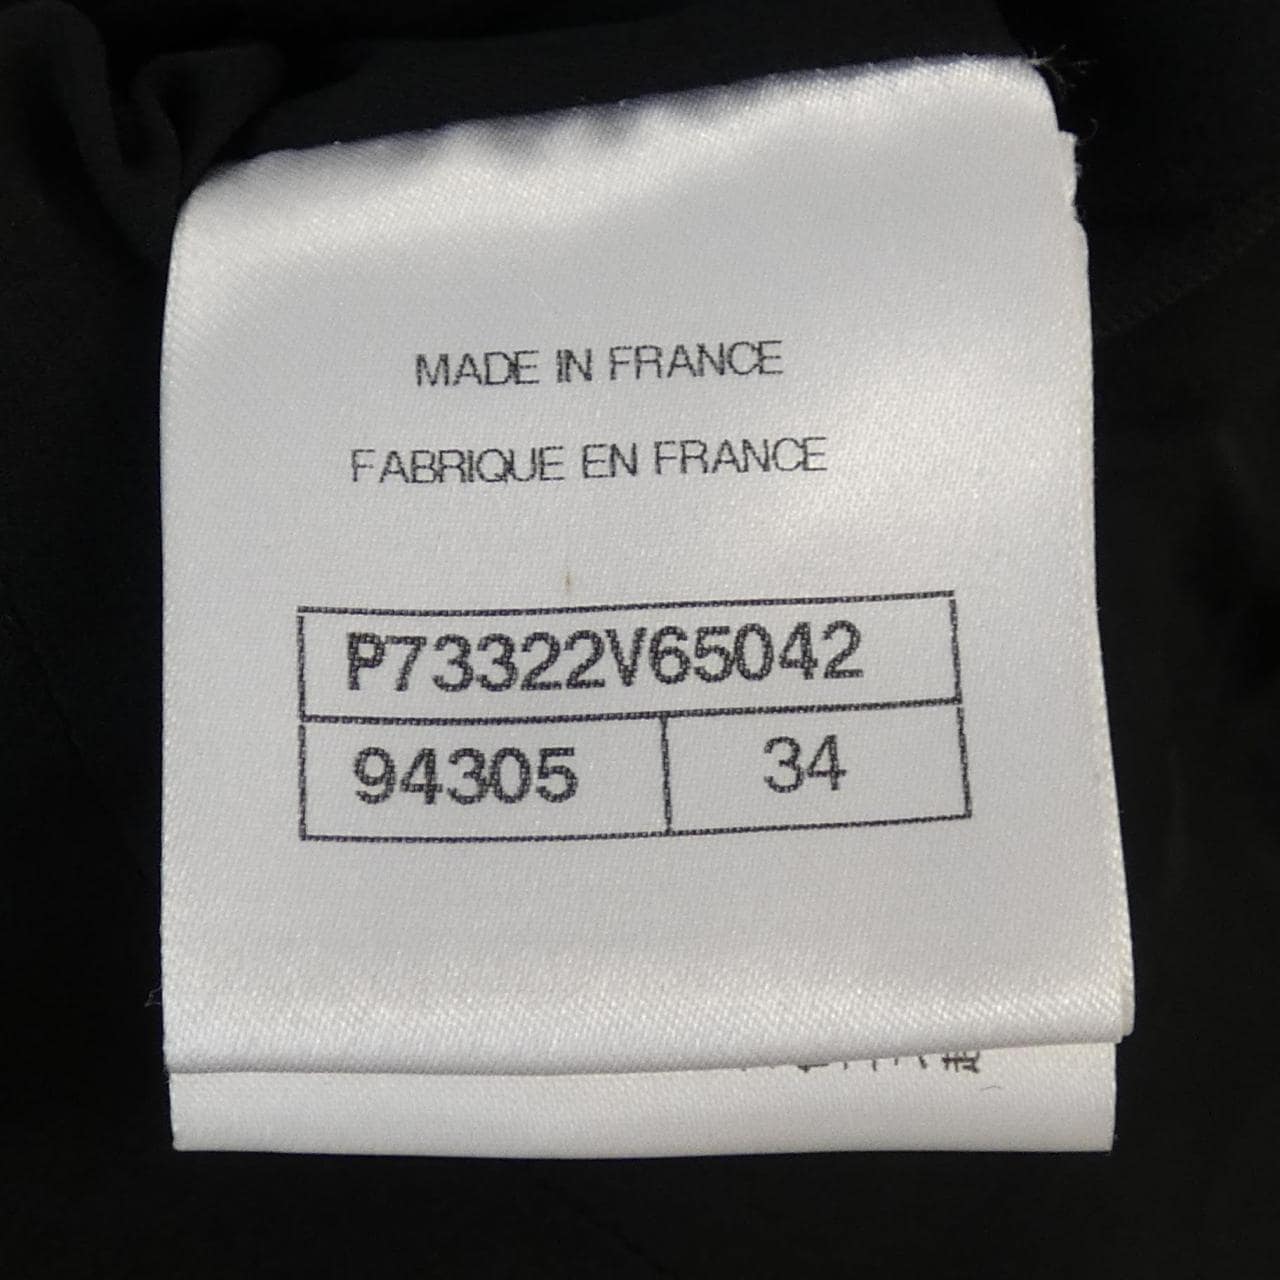 MADE IN FRANCE
FABRIQUE EN FRANCE
P73322V65042
94305 34